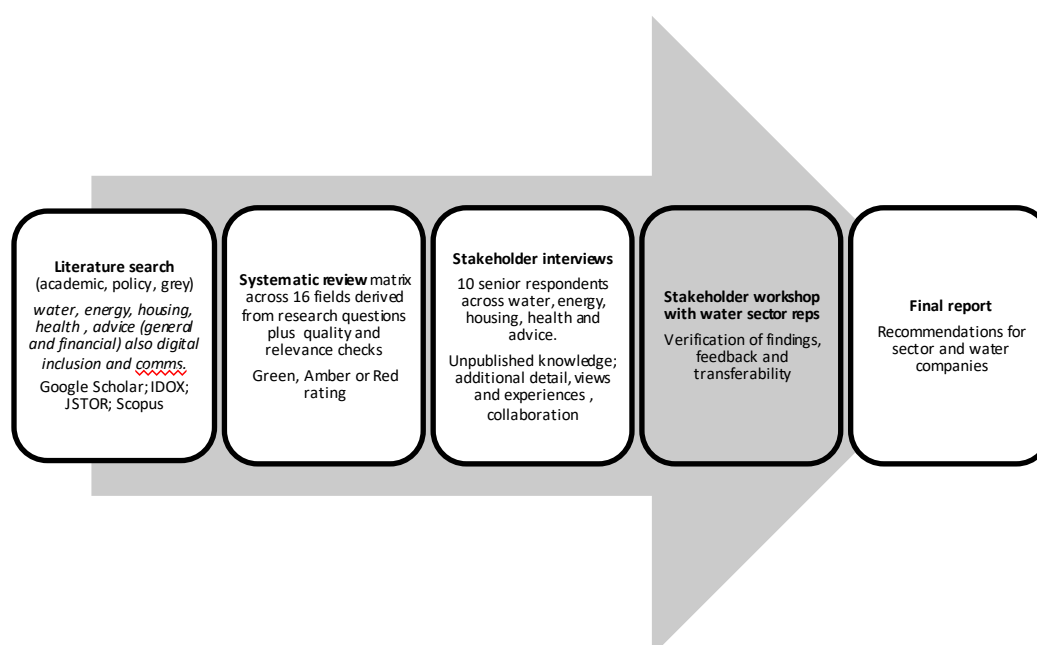 Literature search
(academic, policy, grey)
water, energy, housing,
health , advice (general
and financial) also digital
inclusion and comms.
Google Scholar; IDOX;
JSTOR; Scopus
Systematic review matrix
across 16 fields derived
from research questions
plus quality and
relevance checks
Green, Amber or Red
rating
Stakeholder interviews
10 senior respondents
across water, energy,
housing, health and
advice.
Unpublished knowledge;
additional detail, views
and experiences ,
collaboration
Stakeholder workshop
with water sector reps
Verification of findings,
feedback and
transferability
Final report
Recommendations for
sector and water
companies